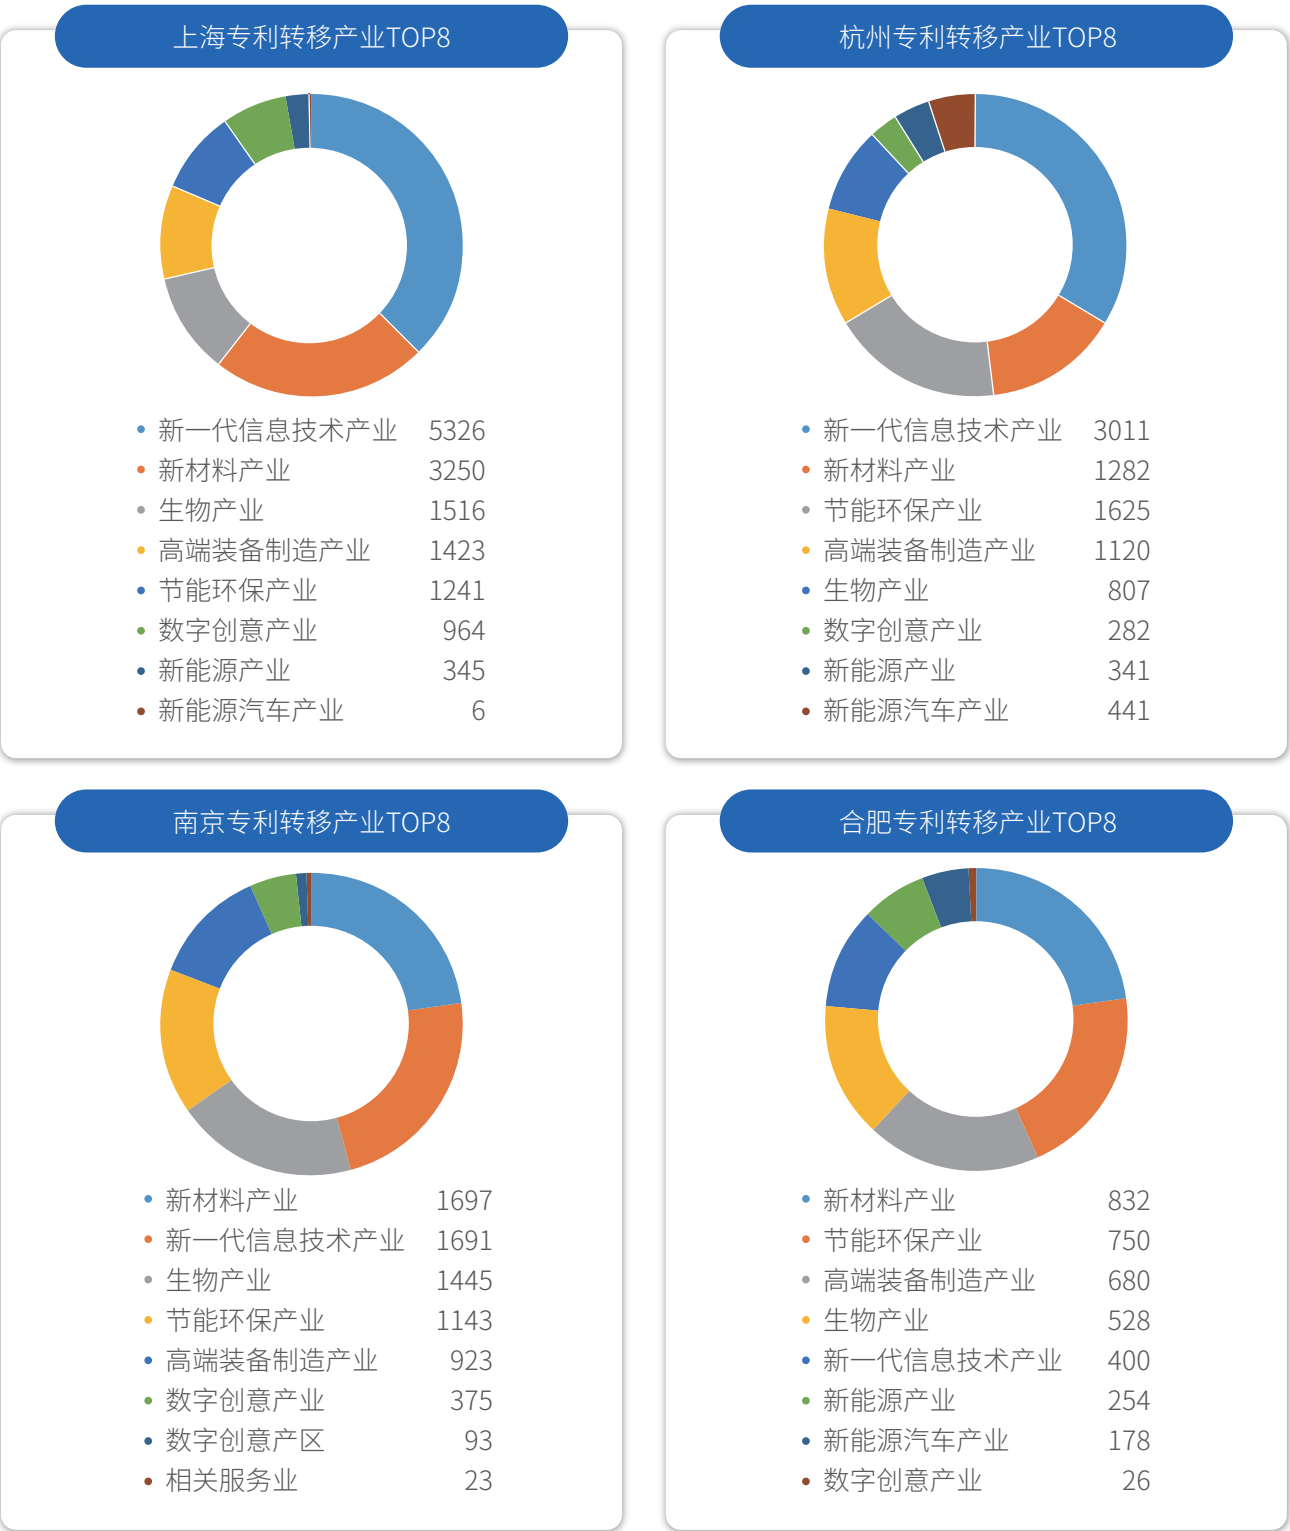 上海专利转移产业TOP8
新一代信息技术产业 5326
新材料产业 3250
生物产业 1516
高端装备制造产业 1423
节能环保产业 1241
数字创意产业 964
新能源产业 345
新能源汽车产业 6
杭州专利转移产业TOP8
新一代信息技术产业 3011
新材料产业 1282
节能环保产业 1625
高端装备制造产业 1120
生物产业 807
数字创意产业 282
新能源产业 341
新能源汽车产业 441
南京专利转移产业TOP8
新材料产业 1697
新一代信息技术产业 1691
生物产业 1445
节能环保产业 1143
高端装备制造产业 923
数字创意产业 375
数字创意产区 93
相关服务业 23
合肥专利转移产业TOP8
新材料产业 832
节能环保产业 750
高端装备制造产业 680
生物产业 528
新一代信息技术产业 400
新能源产业 254
新能源汽车产业 178
数字创意产业 26